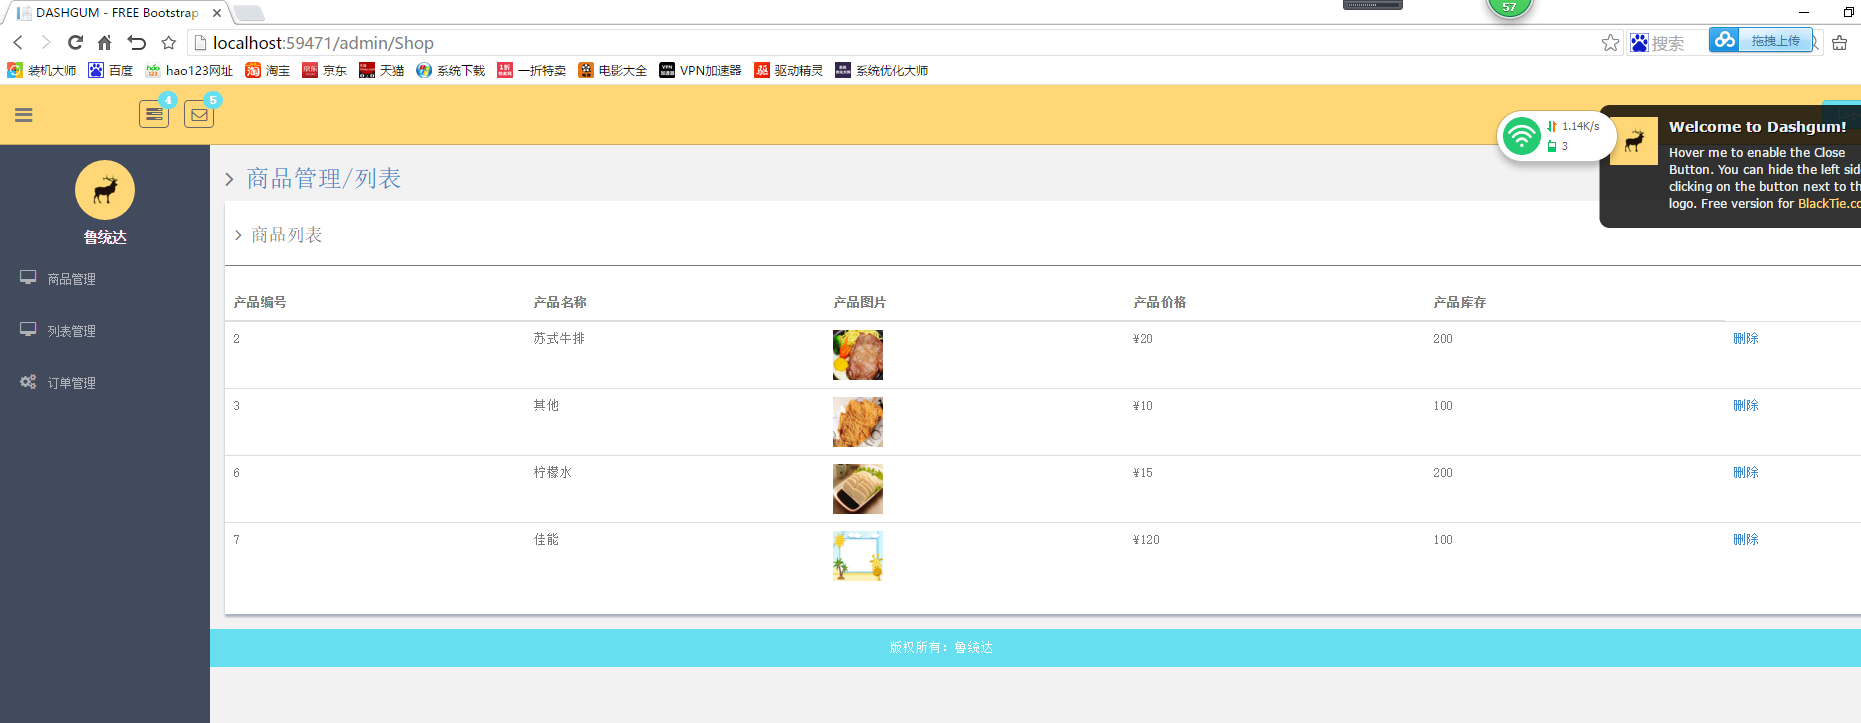 DASHGUM - FREE Bootstrap
57
localhost:59471/admin/Shop
搜索
拖拽上传
装机大师 百度 hao123网址 淘宝 京东 天猫 系统下载 一折特卖 电影大全 VPN加速器 驱动精灵 系统优化大师
4
5
1.14K/s
3
Welcome to Dashgum!
Hover me to enable the Close
Button. You can hide the left sid
clicking on the button next to th
logo. Free version for BlackTie.co
鲁统达
商品管理
列表管理
订单管理
商品管理/列表
商品列表
产品编号 产品名称 产品图片 产品价格 产品库存
2 苏式牛排 ¥20 200 删除
3 其他 ¥10 100 删除
6 柠檬水 ¥15 200 删除
7 佳能 ¥120 100 删除
版权所有：鲁统达